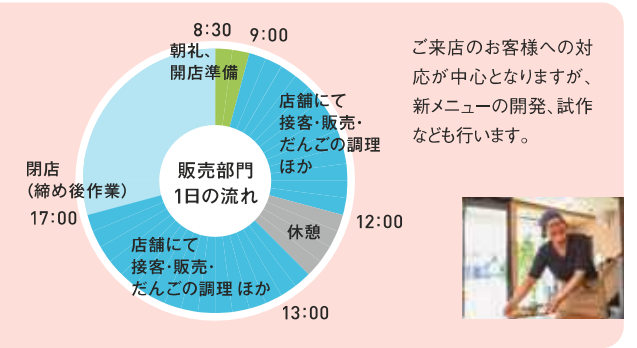 8:30
9:00
朝礼、
開店準備
店舗にて
接客・販売・
だんごの調理
ほか
12:00
休憩
13:00
店舗にて
接客・販売・
だんごの調理 ほか
17:00
閉店
（締め後作業）
販売部門
1日の流れ
ご来店のお客様への対
応が中心となりますが、
新メニューの開発、試作
なども行います。